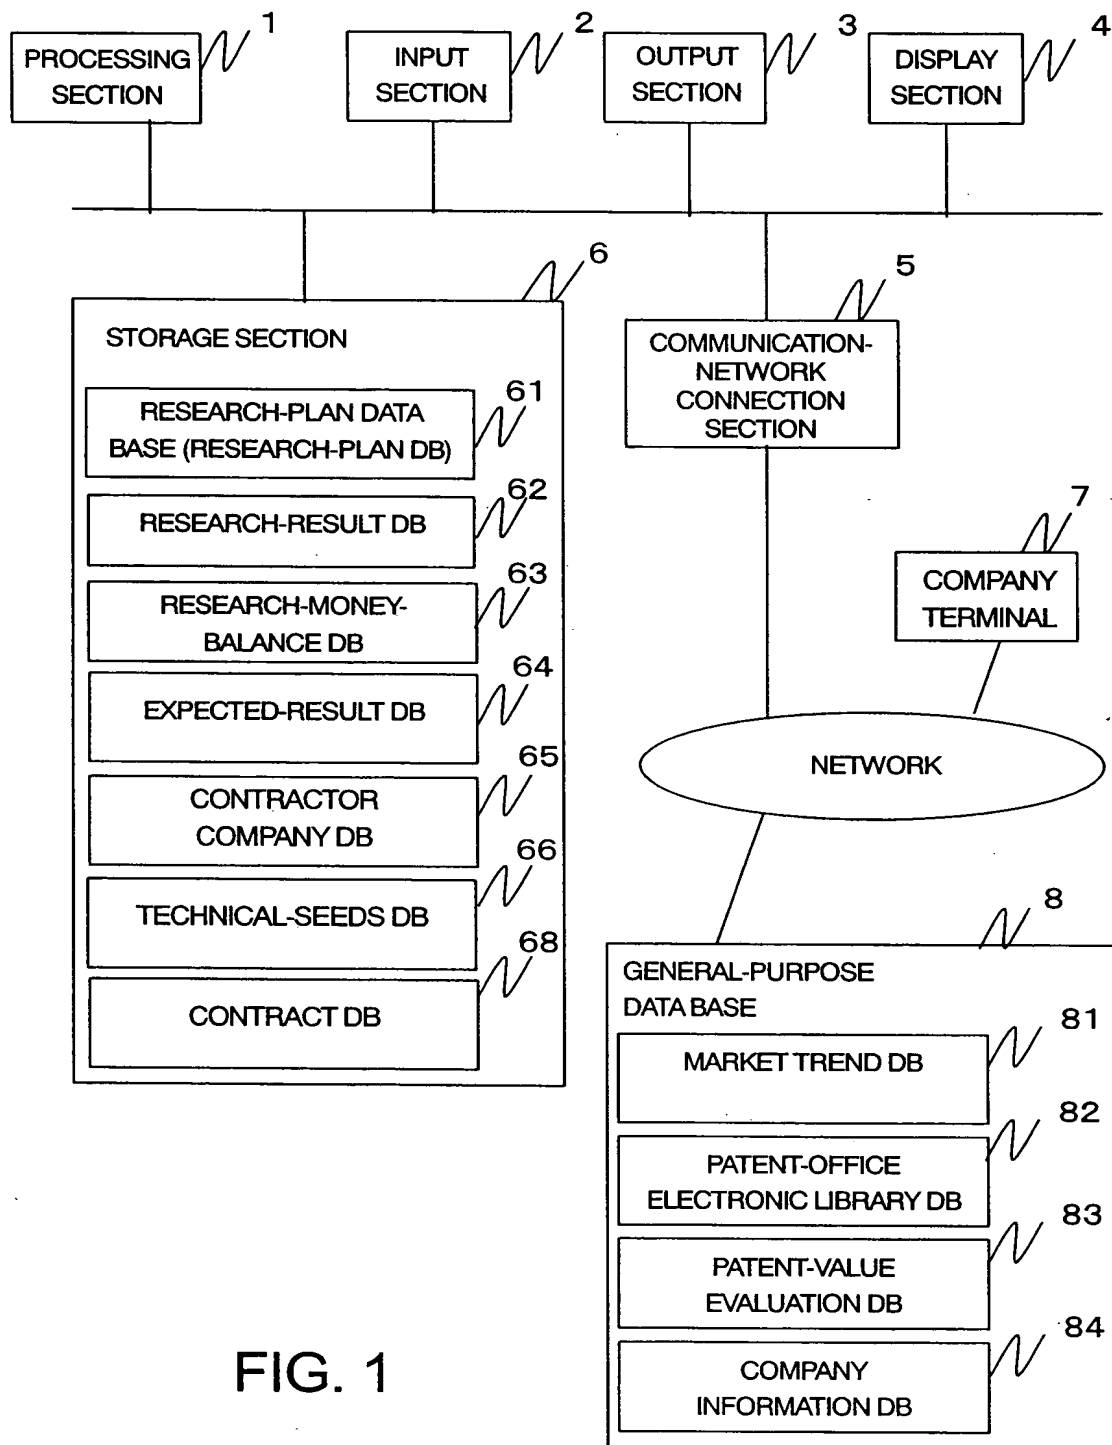 1
2
3
4
PROCESSING
SECTION
INPUT
SECTION
OUTPUT
SECTION
DISPLAY
SECTION
6
STORAGE SECTION
61
RESEARCH-PLAN DATA
BASE (RESEARCH-PLAN DB)
62
RESEARCH-RESULT DB
63
RESEARCH-MONEY-
BALANCE DB
64
EXPECTED-RESULT DB
65
CONTRACTOR
COMPANY DB
66
TECHNICAL-SEEDS DB
68
CONTRACT DB
5
COMMUNICATION-
NETWORK
CONNECTION
SECTION
7
COMPANY
TERMINAL
NETWORK
8
GENERAL-PURPOSE
DATA BASE
81
MARKET TREND DB
82
PATENT-OFFICE
ELECTRONIC LIBRARY DB
83
PATENT-VALUE
EVALUATION DB
84
COMPANY
INFORMATION DB
FIG. 1